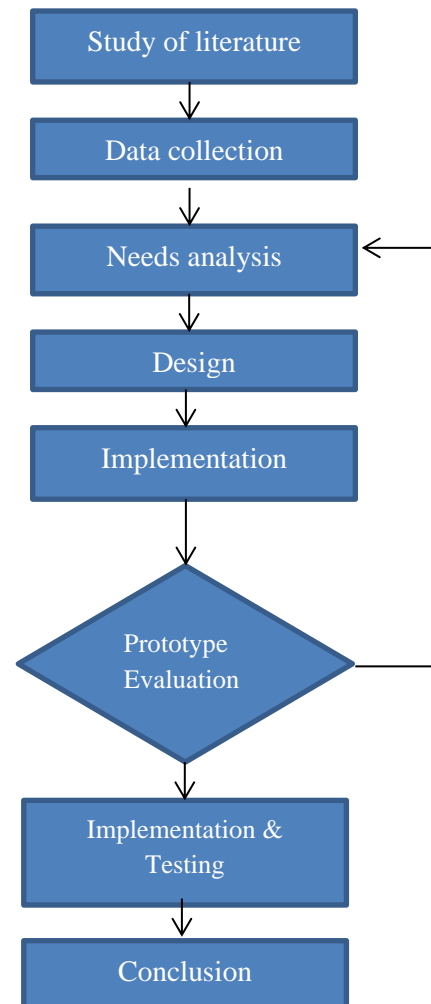 Study of literature
Data collection
Needs analysis
Design
Implementation
Prototype
Evaluation
Implementation &
Testing
Conclusion